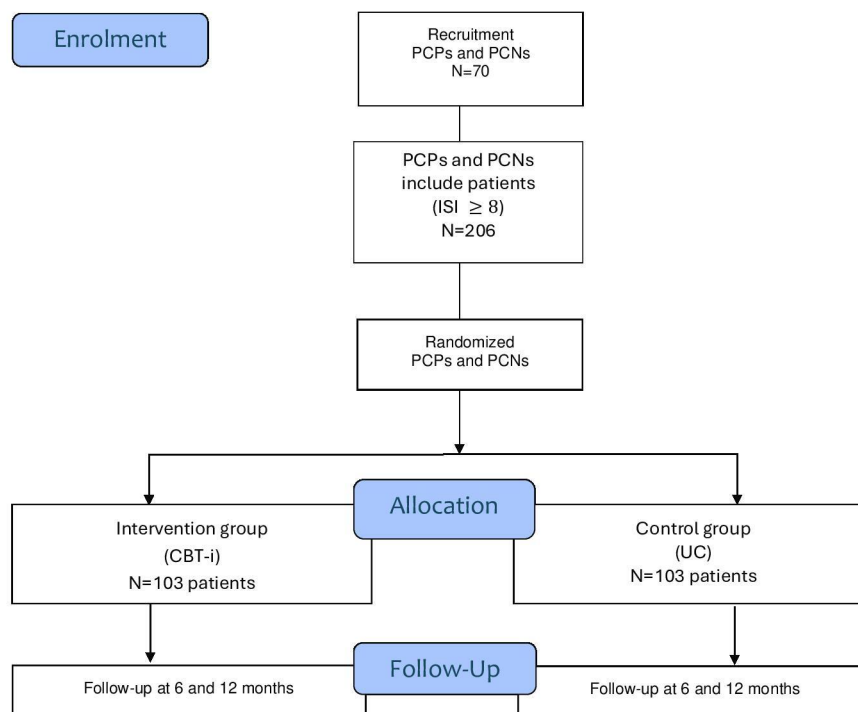 Enrolment
Recruitment
PCPs and PCNs
N=70
PCPs and PCNs
include patients
(ISI ≥ 8)
N=206
Randomized
PCPs and PCNs
Allocation
Intervention group
(CBT-i)
N=103 patients
Control group
(UC)
N=103 patients
Follow-Up
Follow-up at 6 and 12 months
Follow-up at 6 and 12 months